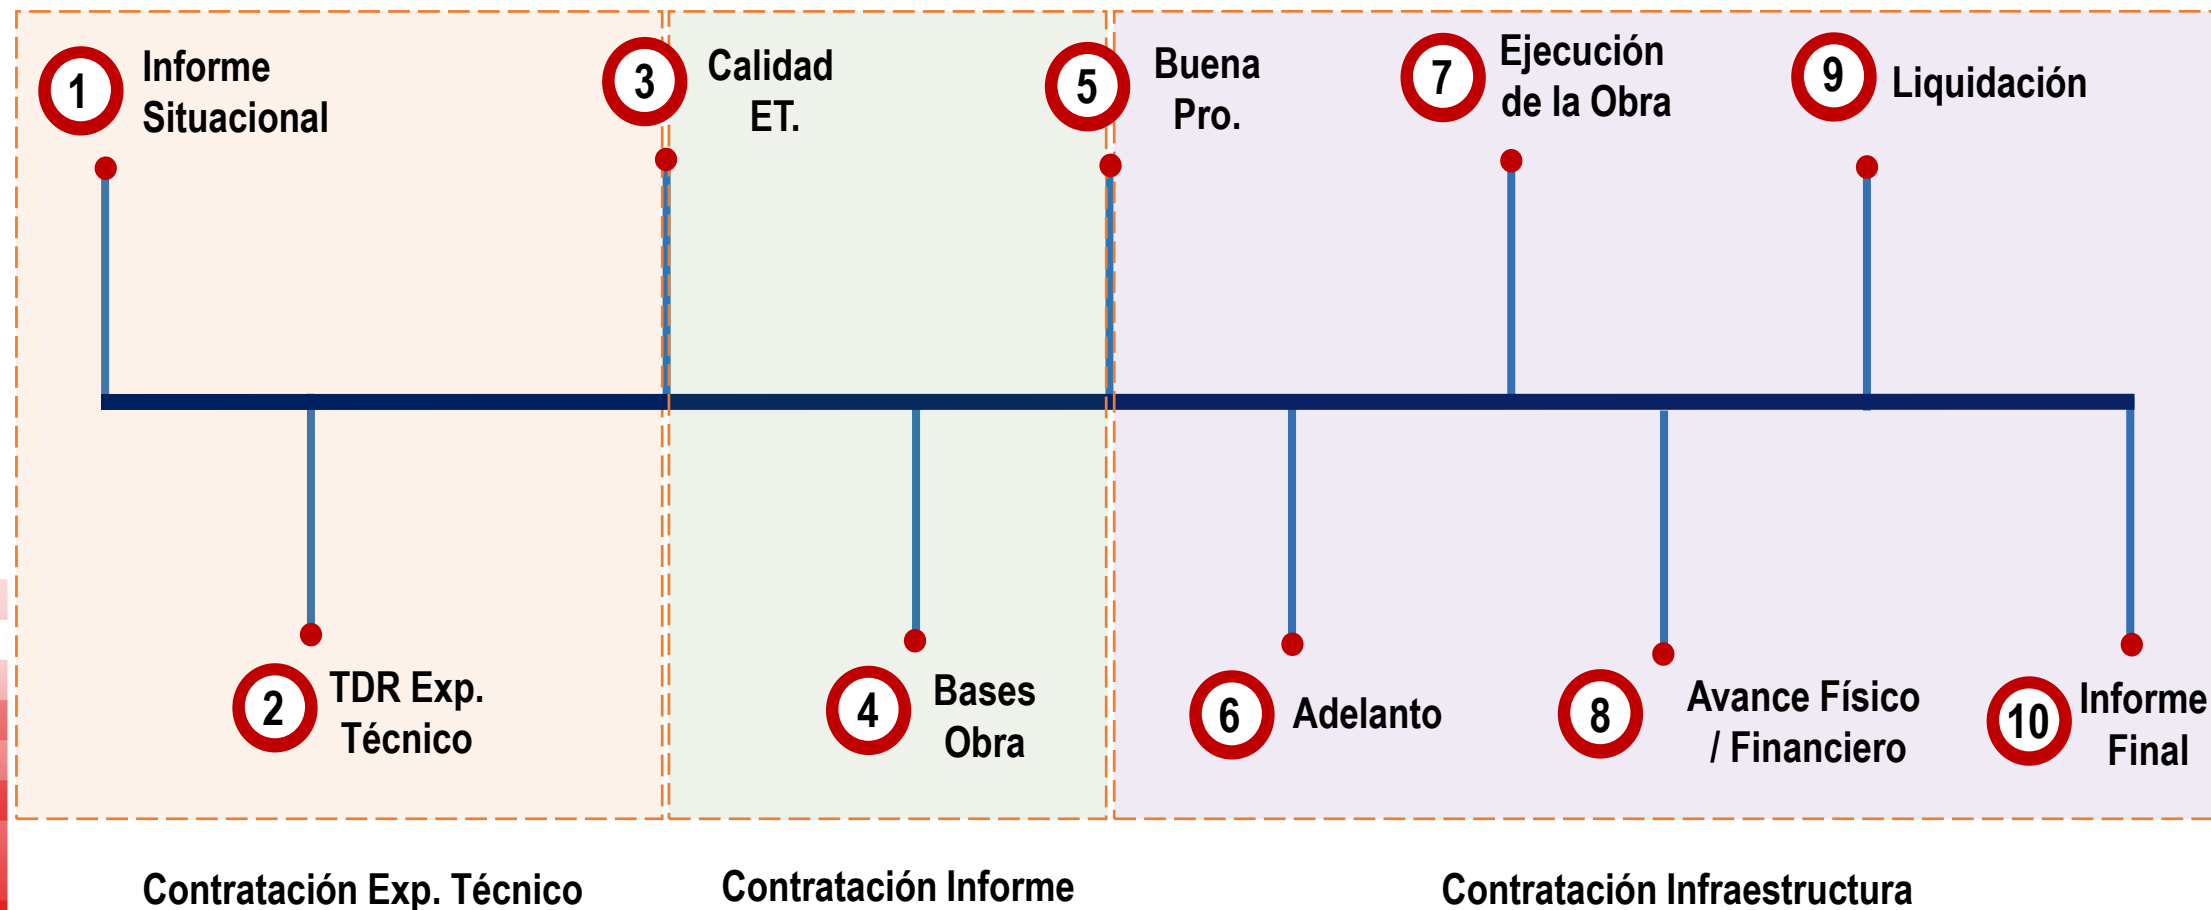 1
Informe
Situacional
2
TDR Exp.
Técnico
3
Calidad
ET.
4
Bases
Obra
5
Buena
Pro.
6
Adelanto
7
Ejecución
de la Obra
8
Avance Físico
/ Financiero
9
Liquidación
10
Informe
Final
Contratación Exp. Técnico
Contratación Informe
Contratación Infraestructura